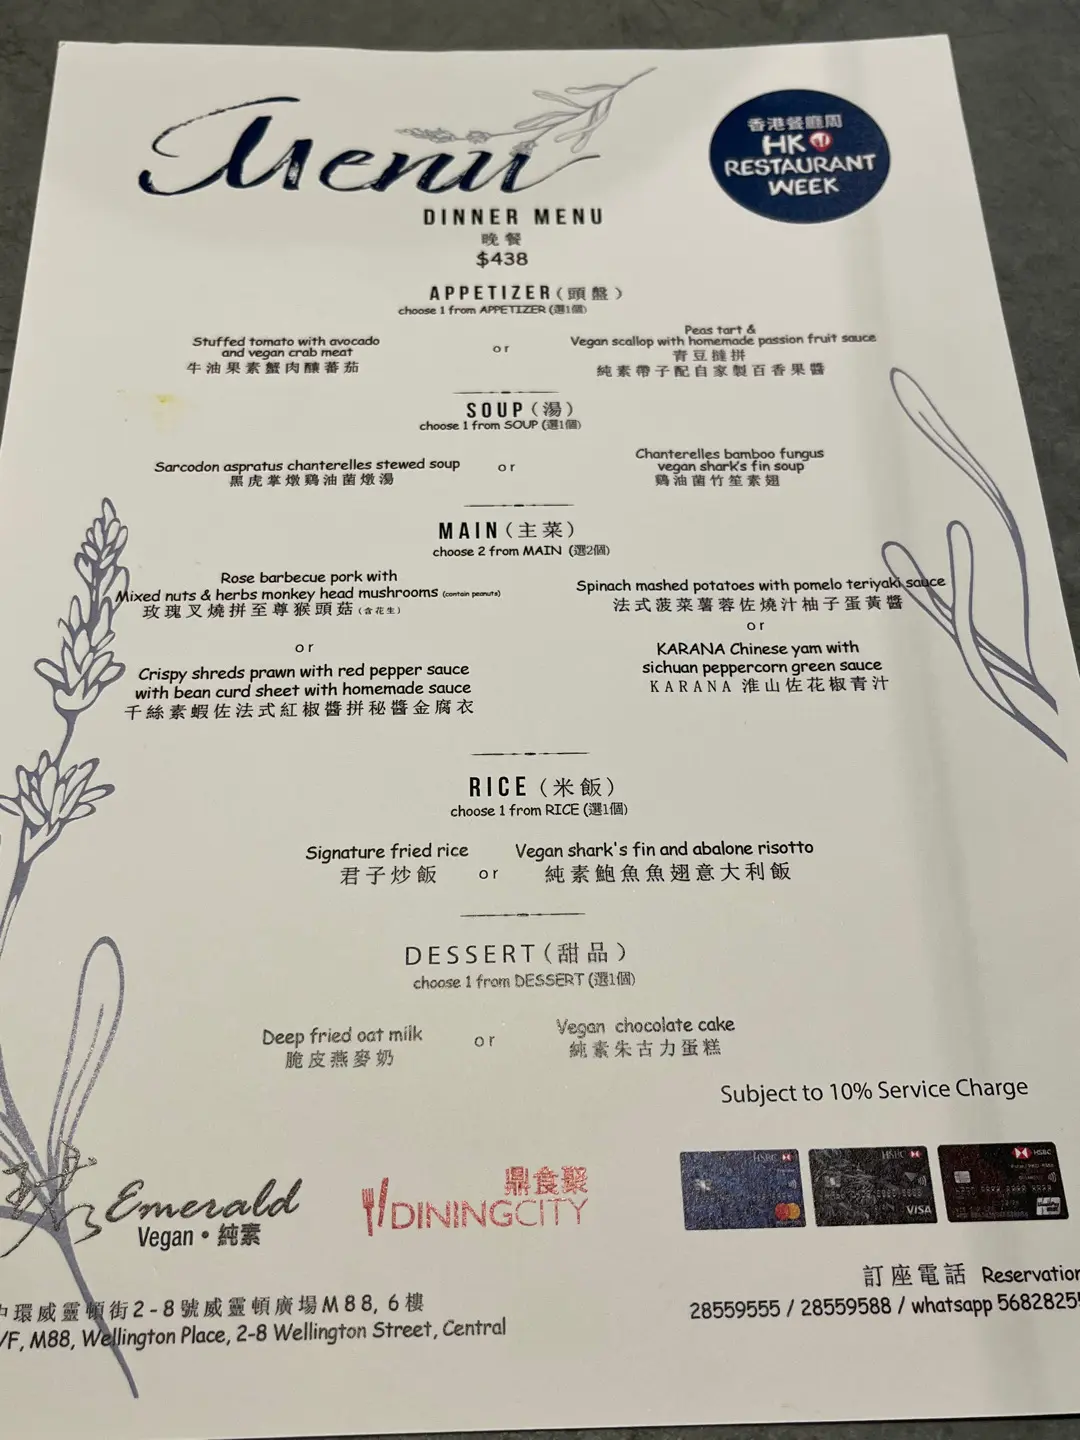 Menu
香港餐廳周
HK
RESTAURANT
WEEK
DINNER MENU
晚餐
$438
APPETIZER(頭盤)
choose 1 from APPETIZER (選1個)
Stuffed tomato with avocado
and vegan crab meat
牛油果素蟹肉釀蕃茄
or
Peas tart &
Vegan scallop with homemade passion fruit sauce
青豆撻拼
純素帶子配自家製百香果醬
SOUP(湯)
choose 1 from SOUP (選1個)
Sarcodon aspratus chanterelles stewed soup
黑虎掌燉鷄油菌燉湯
or
Chanterelles bamboo fungus
vegan shark's fin soup
鷄油菌竹笙素翅
MAIN(主菜)
choose 2 from MAIN (選2個)
Rose barbecue pork with
Mixed nuts & herbs monkey head mushrooms (contain peanuts)
玫瑰叉燒拼至尊猴頭菇(含花生)
or
Crispy shreds prawn with red pepper sauce
with bean curd sheet with homemade sauce
千絲素蝦佐法式紅椒醬拼秘醬金腐衣
Spinach mashed potatoes with pomelo teriyaki sauce
法式菠菜薯蓉佐燒汁柚子蛋黃醬
or
KARANA Chinese yam with
sichuan peppercorn green sauce
KARANA 淮山佐花椒青汁
RICE(米飯)
choose 1 from RICE (選1個)
Signature fried rice
君子炒飯
or
Vegan shark's fin and abalone risotto
純素鮑魚魚翅意大利飯
DESSERT(甜品)
choose 1 from DESSERT (選1個)
Deep fried oat milk
脆皮燕麥奶
or
Vegan chocolate cake
純素朱古力蛋糕
Subject to 10% Service Charge
Emerald
Vegan • 純素
鼎食聚
DININGCITY
HSBC
HSBC
VISA
HSBC
中環威靈頓街2-8號威靈頓廣場M88, 6樓
/F, M88, Wellington Place, 2-8 Wellington Street, Central
訂座電話 Reservation
28559555 / 28559588 / whatsapp 56828255